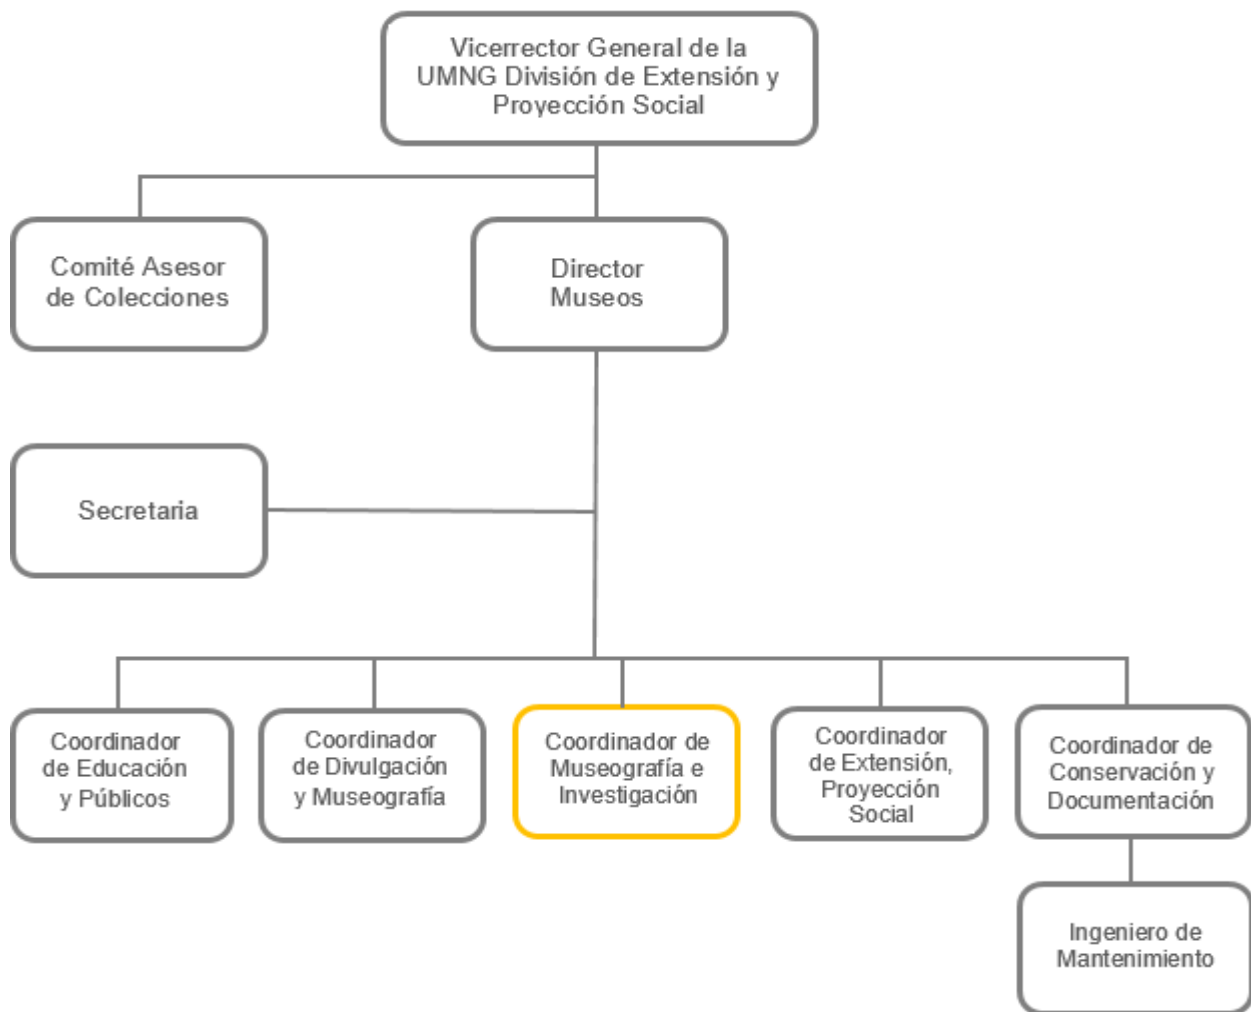 Vicerrector General de la
UMNG División de Extensión y
Proyección Social
Comité Asesor
de Colecciones
Director
Museos
Secretaria
Coordinador
de Educación
y Públicos
Coordinador
de Divulgación
y Museografía
Coordinador de
Museografía e
Investigación
Coordinador
de Extensión,
Proyección
Social
Coordinador de
Conservación y
Documentación
Ingeniero de
Mantenimiento